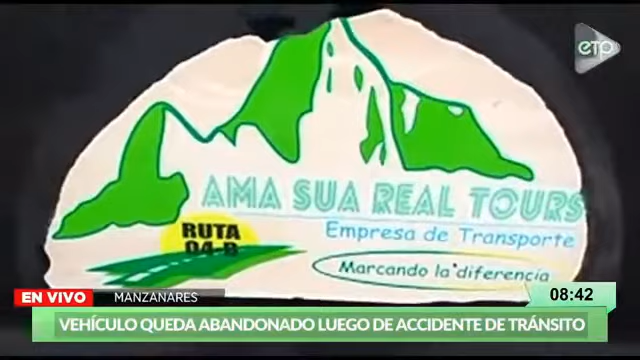 etp
AMA SUA REAL TOURS
RUTA
04-B
Empresa de Transporte
Marcando la diferencia
EN VIVO
MANZANARES
08:42
VEHÍCULO QUEDA ABANDONADO LUEGO DE ACCIDENTE DE TRÁNSITO